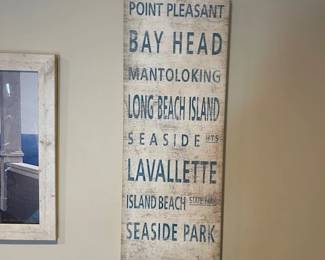 POINT PLEASANT
BAY HEAD
MANTOLOKING
LONG BEACH ISLAND
SEASIDE HTS
LAVALLETTE
ISLAND BEACH STATE PARK
SEASIDE PARK